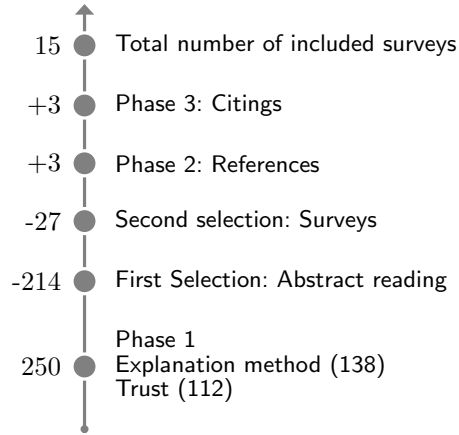 15 Total number of included surveys
+3 Phase 3: Citings
+3 Phase 2: References
-27 Second selection: Surveys
-214 First Selection: Abstract reading
Phase 1
250 Explanation method (138)
Trust (112)